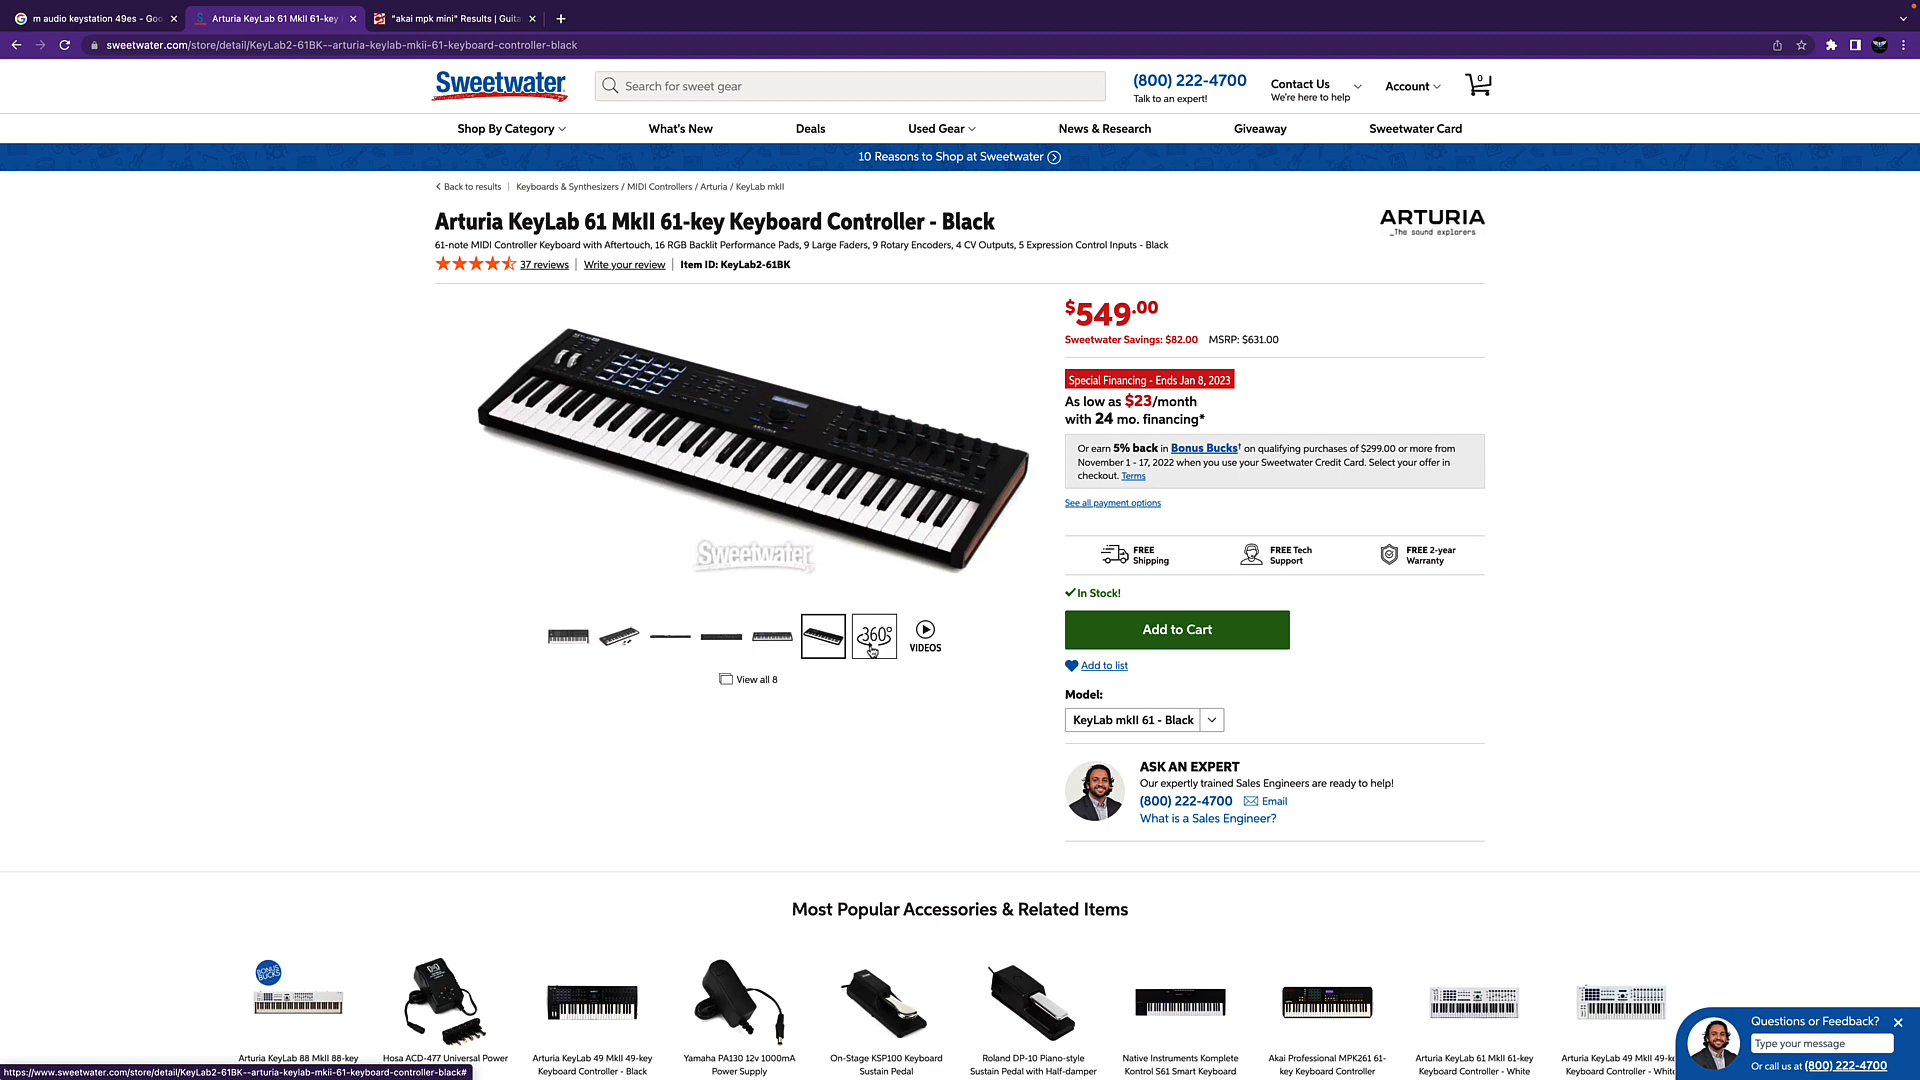 m audio keystation 49es - Goo
Arturia KeyLab 61 MkII 61-key
"akai mpk mini" Results | Guita
sweetwater.com/store/detail/KeyLab2-61BK--arturia-keylab-mkii-61-keyboard-controller-black
Sweetwater
Search for sweet gear
(800) 222-4700
Talk to an expert!
Contact Us
We're here to help
Account
0
Shop By Category
What's New
Deals
Used Gear
News & Research
Giveaway
Sweetwater Card
10 Reasons to Shop at Sweetwater
Back to results
Keyboards & Synthesizers / MIDI Controllers / Arturia / KeyLab mkII
Arturia KeyLab 61 MkII 61-key Keyboard Controller - Black
61-note MIDI Controller Keyboard with Aftertouch, 16 RGB Backlit Performance Pads, 9 Large Faders, 9 Rotary Encoders, 4 CV Outputs, 5 Expression Control Inputs - Black
37 reviews
Write your review
Item ID: KeyLab2-61BK
ARTURIA
_The sound explorers
$549.00
Sweetwater Savings: $82.00 MSRP: $631.00
Special Financing - Ends Jan 8, 2023
As low as $23/month
with 24 mo. financing*
Or earn 5% back in Bonus Bucks† on qualifying purchases of $299.00 or more from
November 1 - 17, 2022 when you use your Sweetwater Credit Card. Select your offer in
checkout. Terms
See all payment options
FREE
Shipping
FREE Tech
Support
FREE 2-year
Warranty
In Stock!
Add to Cart
Add to list
Model:
KeyLab mkII 61 - Black
ASK AN EXPERT
Our expertly trained Sales Engineers are ready to help!
(800) 222-4700 Email
What is a Sales Engineer?
ARTURIA
Sweetwater
360°
VIDEOS
View all 8
Most Popular Accessories & Related Items
BONUS
BUCKS
Arturia KeyLab 88 MkII 88-key
Hosa ACD-477 Universal Power
Arturia KeyLab 49 MkII 49-key
Keyboard Controller - Black
Yamaha PA130 12v 1000mA
Power Supply
On-Stage KSP100 Keyboard
Sustain Pedal
Roland DP-10 Piano-style
Sustain Pedal with Half-damper
Native Instruments Komplete
Kontrol S61 Smart Keyboard
Akai Professional MPK261 61-
key Keyboard Controller
Arturia KeyLab 61 MkII 61-key
Keyboard Controller - White
Arturia KeyLab 49 MkII 49-ke
Keyboard Controller - White
Questions or Feedback?
Type your message
Or call us at (800) 222-4700
https://www.sweetwater.com/store/detail/KeyLab2-61BK--arturia-keylab-mkii-61-keyboard-controller-black#